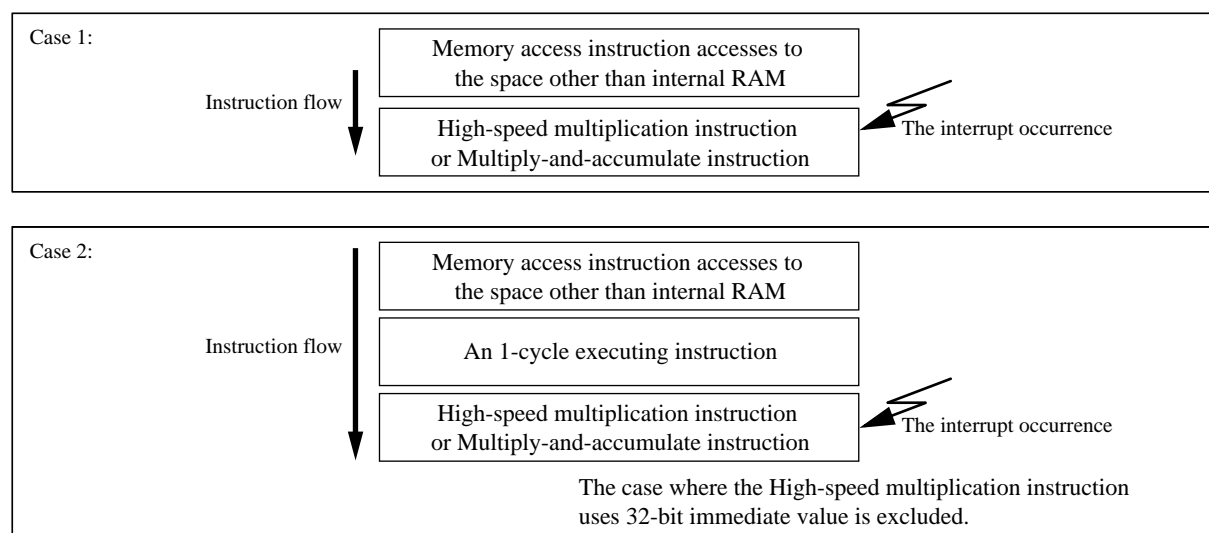 Case 1:
Memory access instruction accesses to
the space other than internal RAM
Instruction flow
High-speed multiplication instruction
or Multiply-and-accumulate instruction
The interrupt occurrence
Case 2:
Memory access instruction accesses to
the space other than internal RAM
Instruction flow
An 1-cycle executing instruction
High-speed multiplication instruction
or Multiply-and-accumulate instruction
The interrupt occurrence
The case where the High-speed multiplication instruction
uses 32-bit immediate value is excluded.